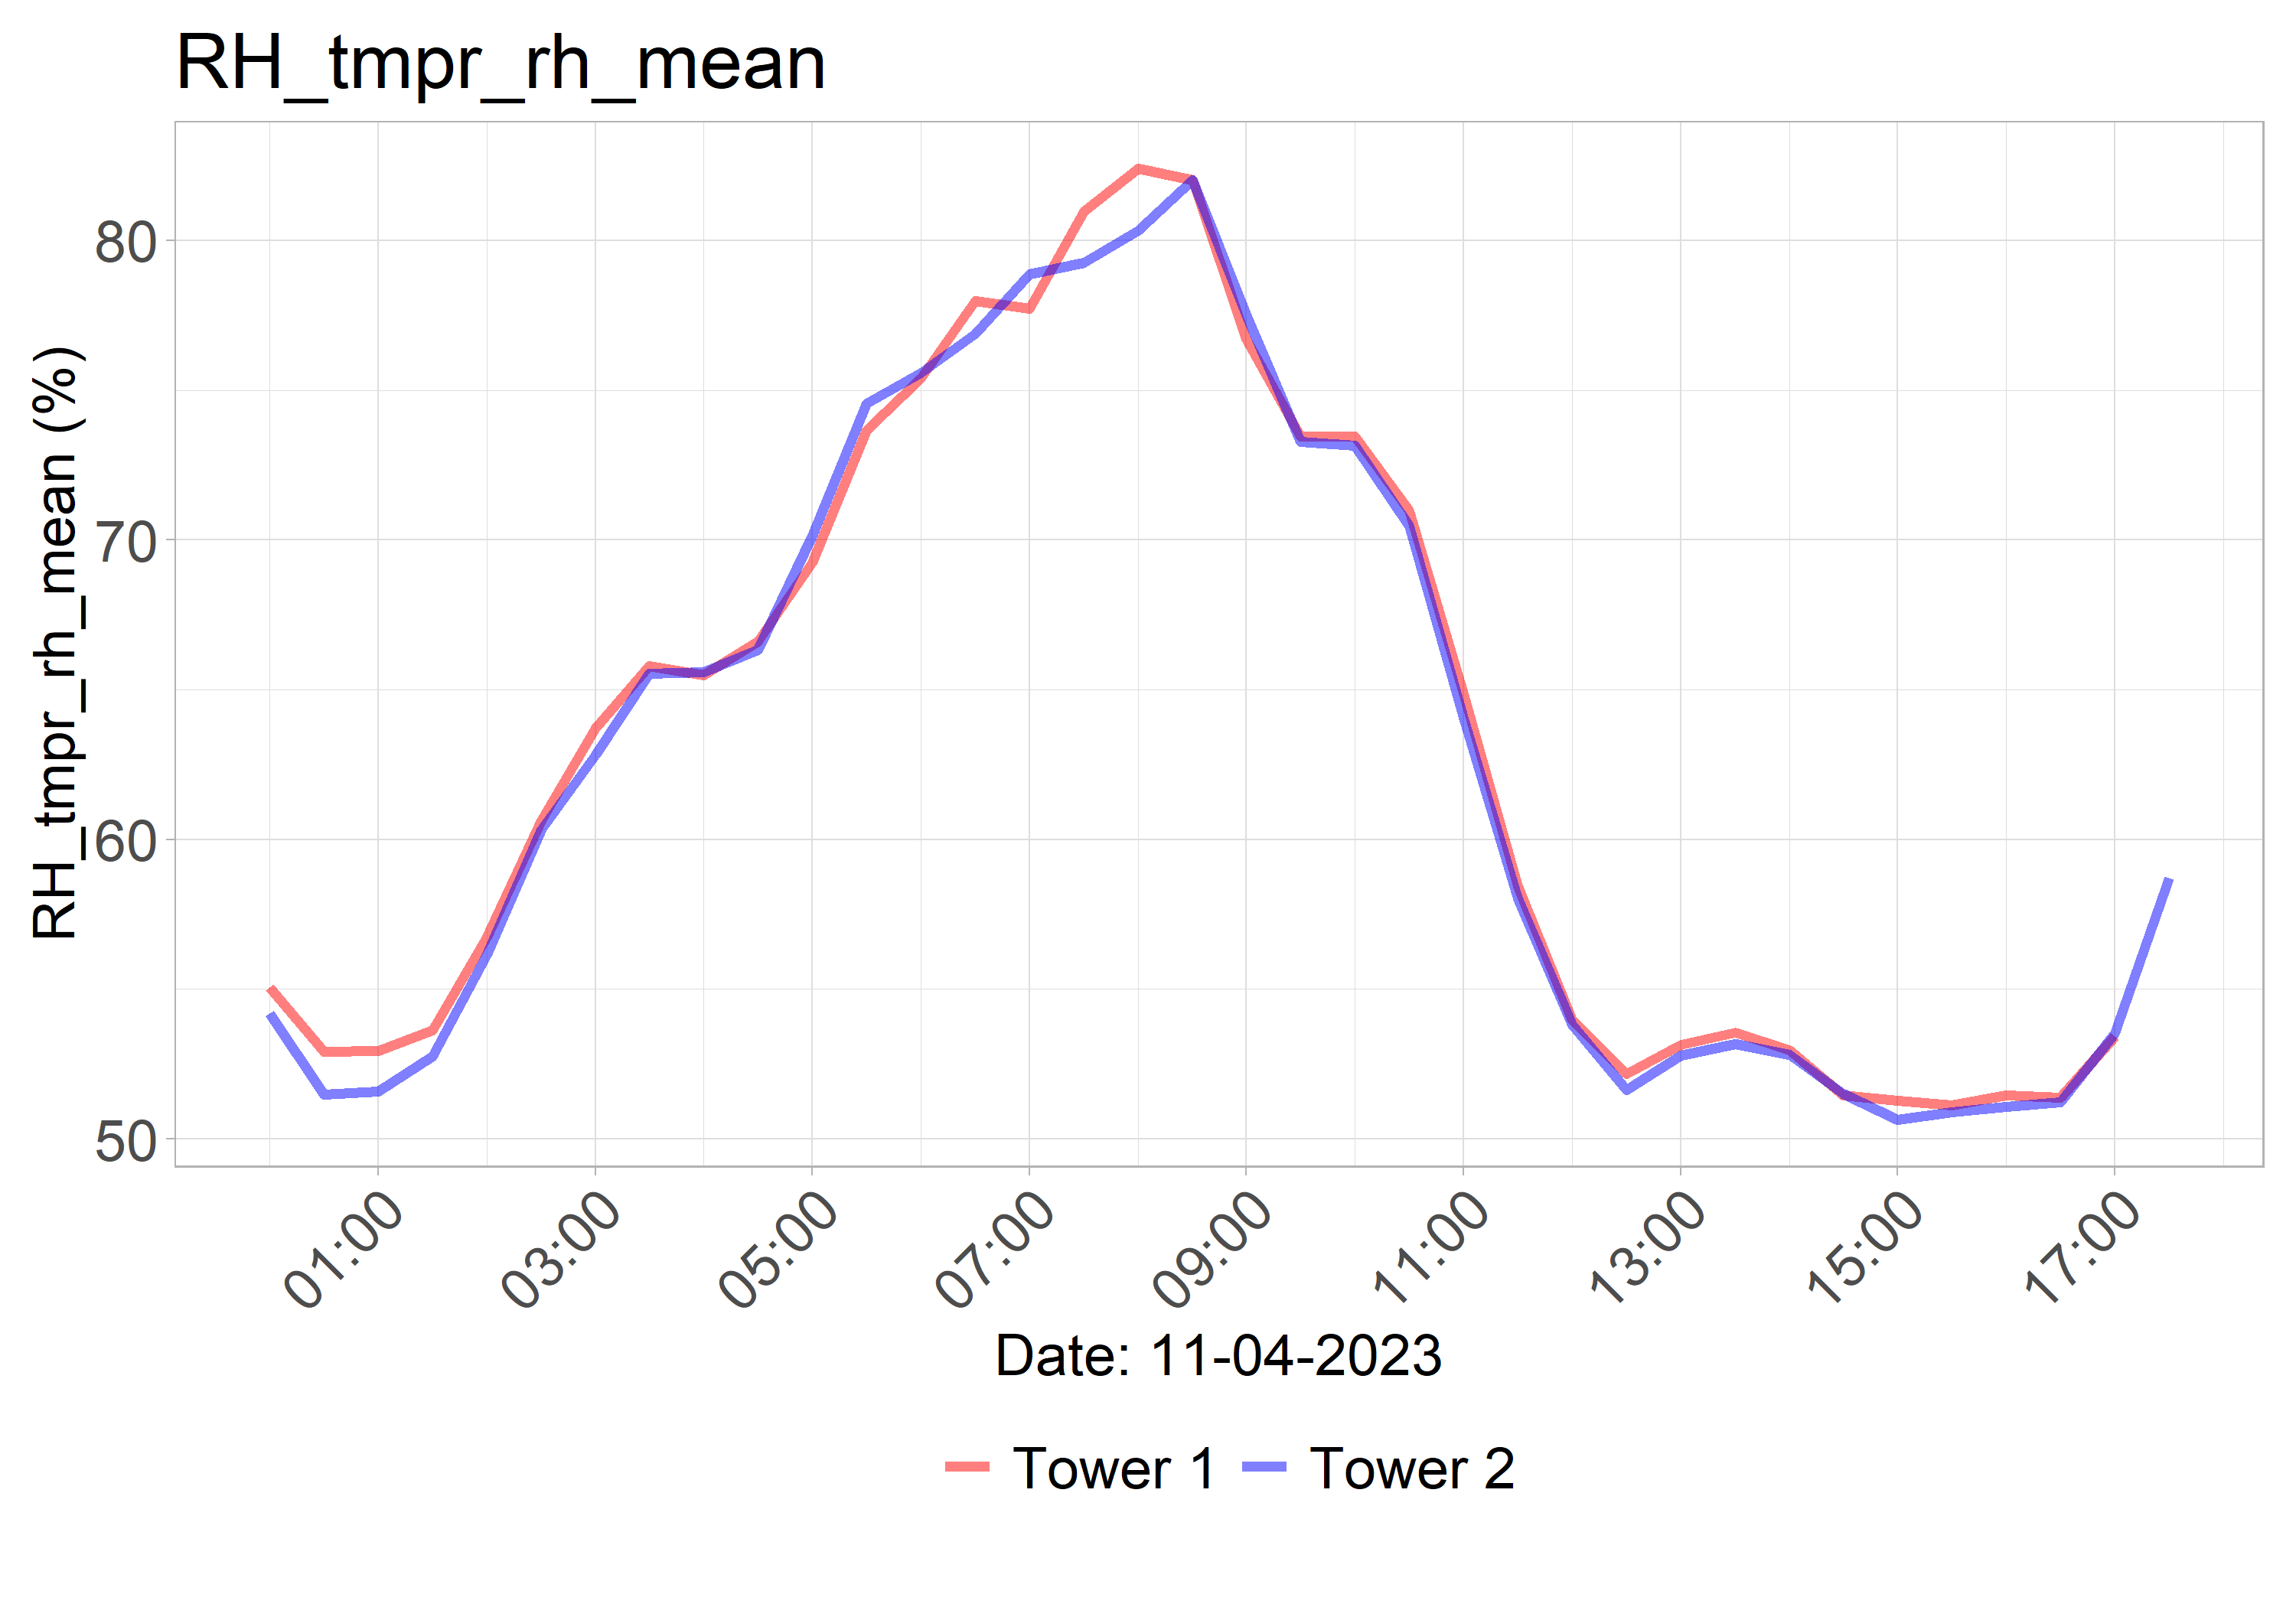 RH_tmpr_rh_mean
RH_tmpr_rh_mean (%)
80
70
60
50
01:00
03:00
05:00
07:00
09:00
11:00
13:00
15:00
17:00
Date: 11-04-2023
Tower 1
Tower 2